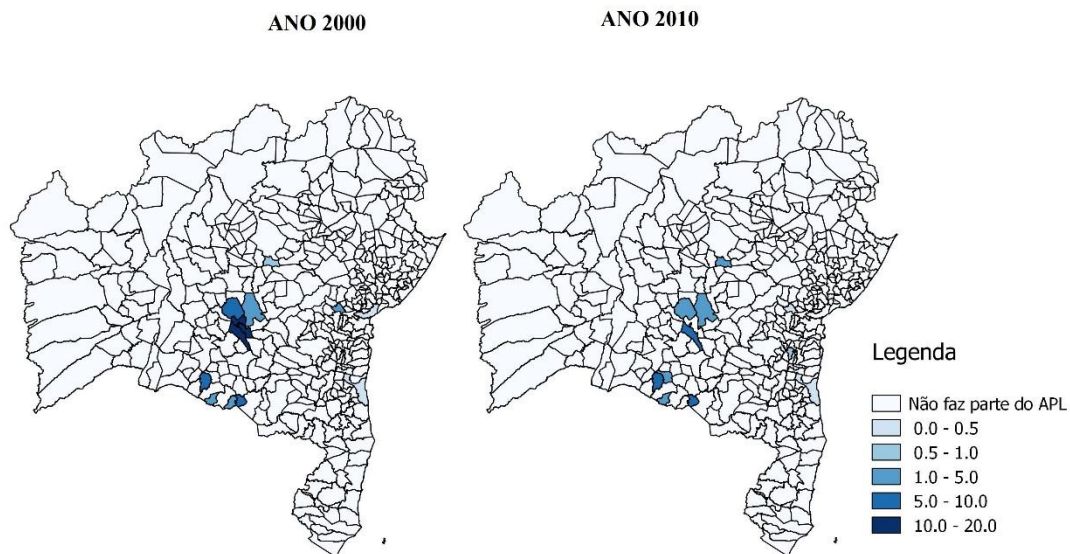 ANO 2000
ANO 2010
Legenda
Não faz parte do APL
0.0 - 0.5
0.5 - 1.0
1.0 - 5.0
5.0 - 10.0
10.0 - 20.0